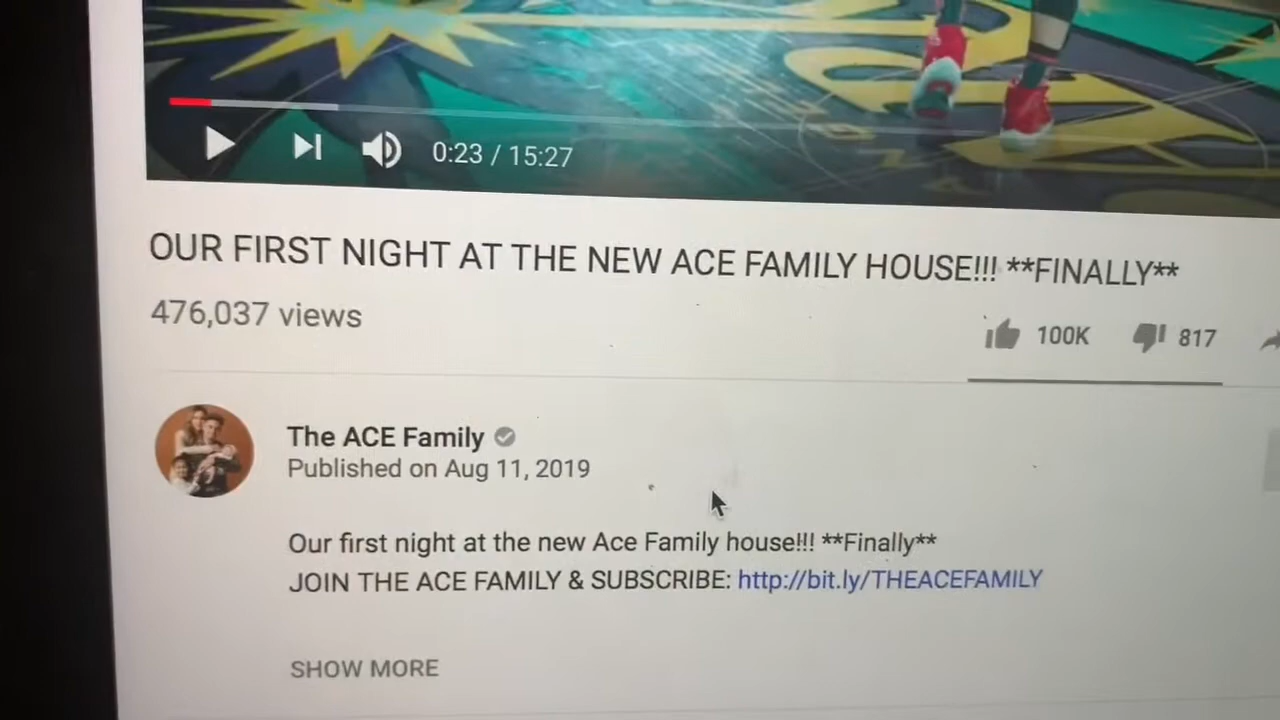 0:23 / 15:27
OUR FIRST NIGHT AT THE NEW ACE FAMILY HOUSE!!! **FINALLY**
476,037 views
100K
817
The ACE Family
Published on Aug 11, 2019
Our first night at the new Ace Family house!!! **Finally**
JOIN THE ACE FAMILY & SUBSCRIBE: http://bit.ly/THEACEFAMILY
SHOW MORE